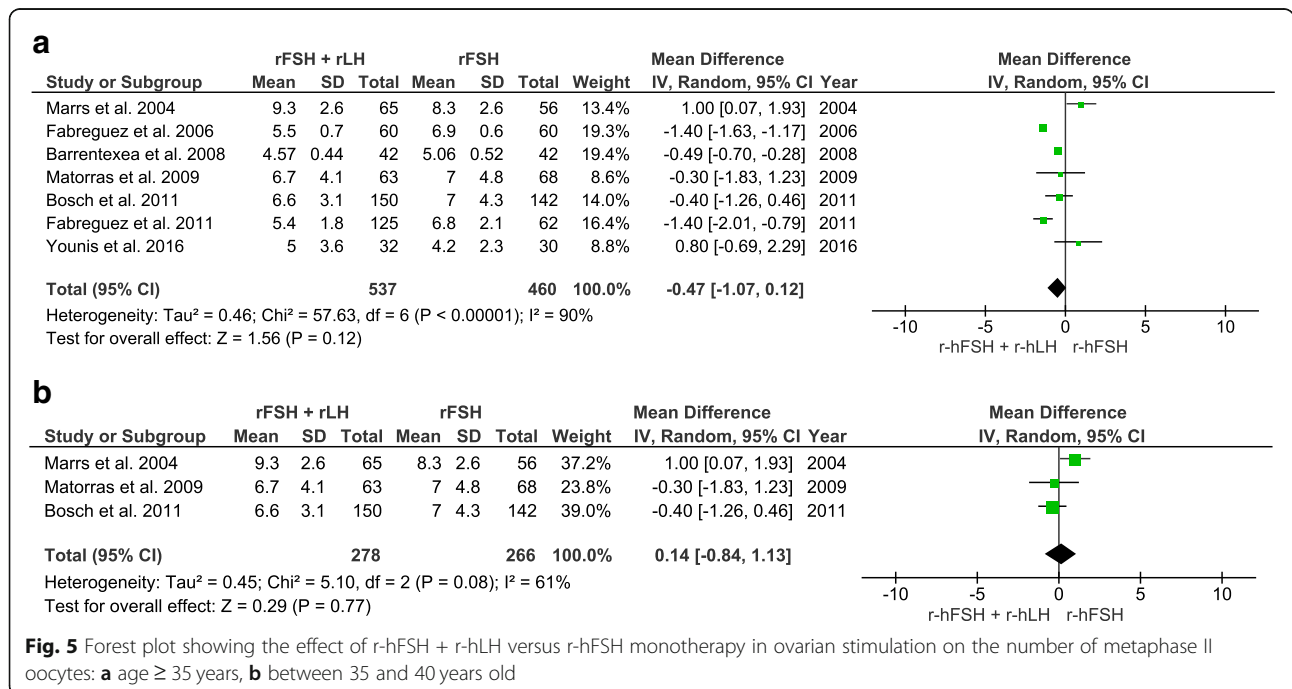 a
rFSH + rLH rFSH Mean Difference Mean Difference
Study or Subgroup Mean SD Total Mean SD Total Weight IV, Random, 95% CI Year IV, Random, 95% CI
Marrs et al. 2004 9.3 2.6 65 8.3 2.6 56 13.4% 1.00 [0.07, 1.93] 2004
Fabreguez et al. 2006 5.5 0.7 60 6.9 0.6 60 19.3% -1.40 [-1.63, -1.17] 2006
Barrentexea et al. 2008 4.57 0.44 42 5.06 0.52 42 19.4% -0.49 [-0.70, -0.28] 2008
Matorras et al. 2009 6.7 4.1 63 7 4.8 68 8.6% -0.30 [-1.83, 1.23] 2009
Bosch et al. 2011 6.6 3.1 150 7 4.3 142 14.0% -0.40 [-1.26, 0.46] 2011
Fabreguez et al. 2011 5.4 1.8 125 6.8 2.1 62 16.4% -1.40 [-2.01, -0.79] 2011
Younis et al. 2016 5 3.6 32 4.2 2.3 30 8.8% 0.80 [-0.69, 2.29] 2016
Total (95% CI) 537 460 100.0% -0.47 [-1.07, 0.12]
Heterogeneity: Tau² = 0.46; Chi² = 57.63, df = 6 (P < 0.00001); I² = 90%
Test for overall effect: Z = 1.56 (P = 0.12)
-10 -5 0 5 10
r-hFSH + r-hLH r-hFSH
b
rFSH + rLH rFSH Mean Difference Mean Difference
Study or Subgroup Mean SD Total Mean SD Total Weight IV, Random, 95% CI Year IV, Random, 95% CI
Marrs et al. 2004 9.3 2.6 65 8.3 2.6 56 37.2% 1.00 [0.07, 1.93] 2004
Matorras et al. 2009 6.7 4.1 63 7 4.8 68 23.8% -0.30 [-1.83, 1.23] 2009
Bosch et al. 2011 6.6 3.1 150 7 4.3 142 39.0% -0.40 [-1.26, 0.46] 2011
Total (95% CI) 278 266 100.0% 0.14 [-0.84, 1.13]
Heterogeneity: Tau² = 0.45; Chi² = 5.10, df = 2 (P = 0.08); I² = 61%
Test for overall effect: Z = 0.29 (P = 0.77)
-10 -5 0 5 10
r-hFSH + r-hLH r-hFSH
Fig. 5 Forest plot showing the effect of r-hFSH + r-hLH versus r-hFSH monotherapy in ovarian stimulation on the number of metaphase II
oocytes: a age ≥ 35 years, b between 35 and 40 years old